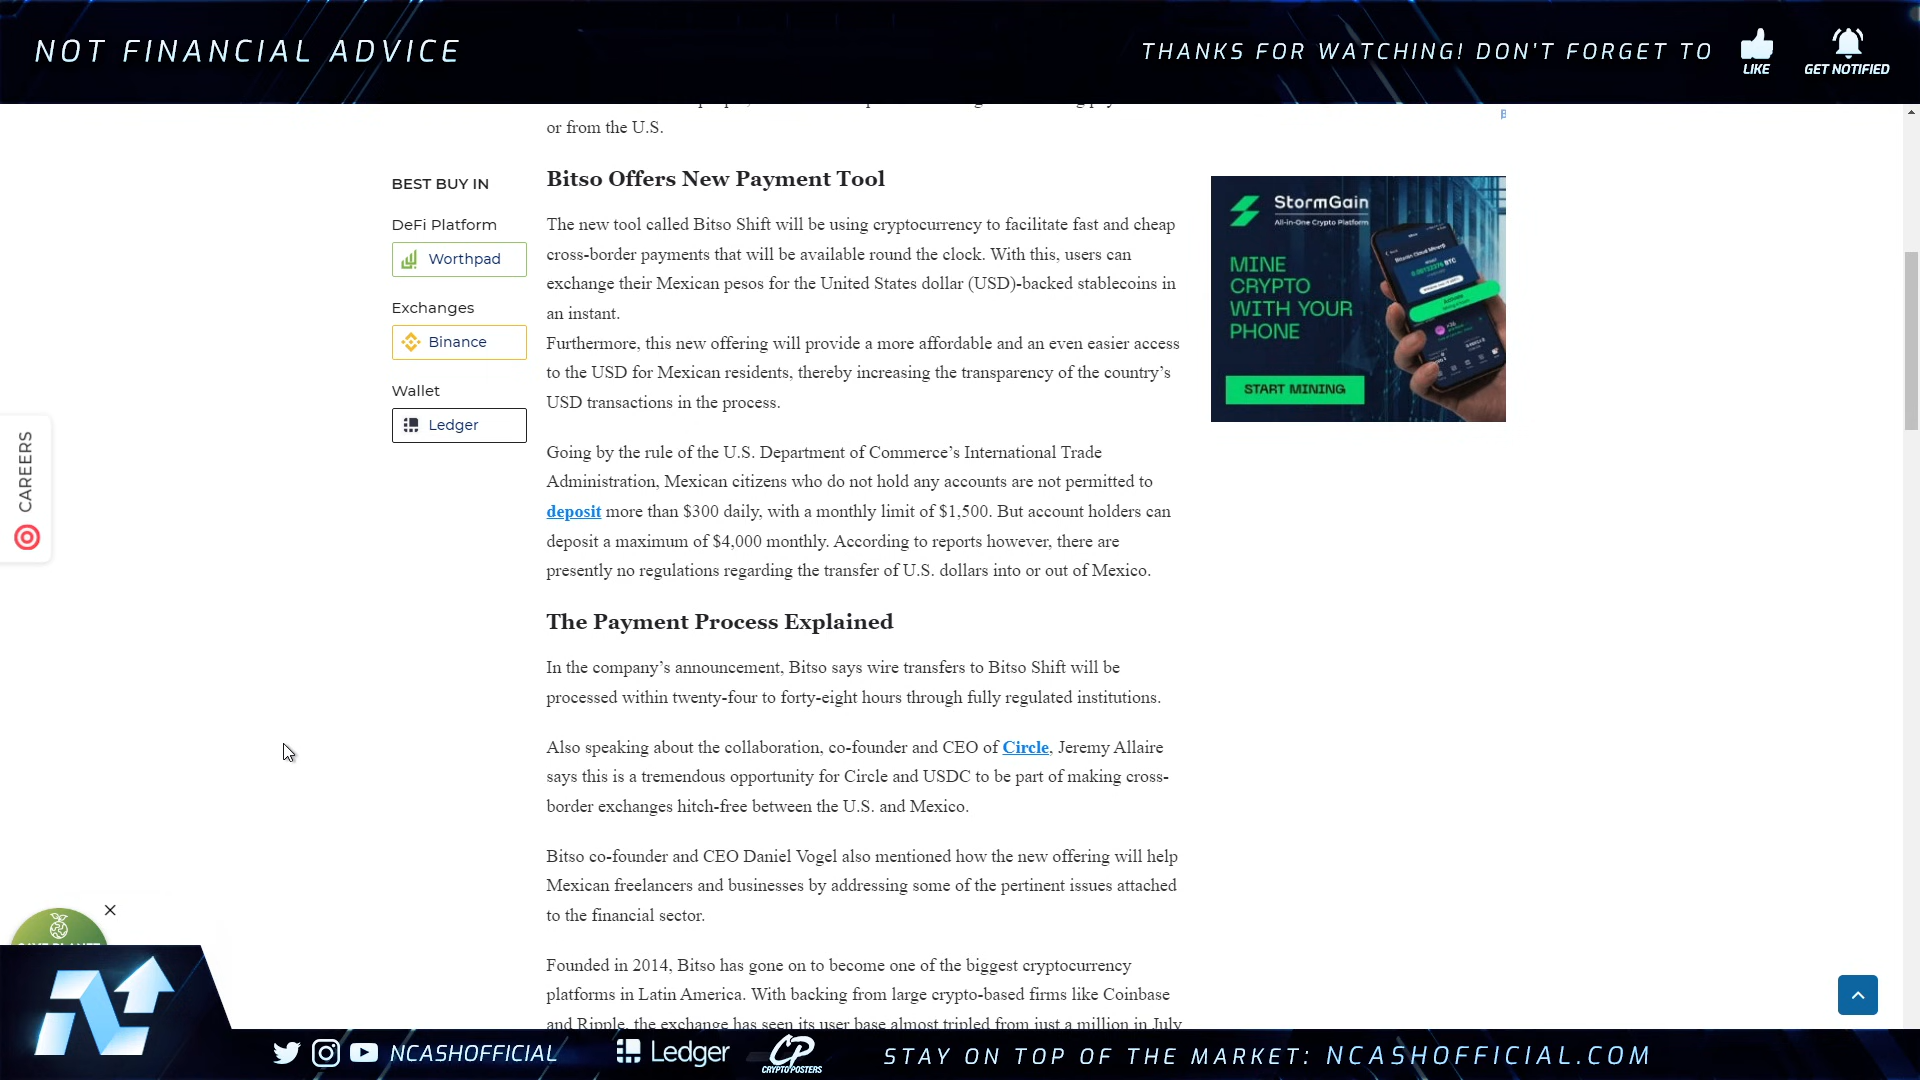 NOT FINANCIAL ADVICE
THANKS FOR WATCHING! DON'T FORGET TO
LIKE
GET NOTIFIED
or from the U.S.
BEST BUY IN
DeFi Platform
Worthpad
Exchanges
Binance
Wallet
Ledger
CAREERS
Bitso Offers New Payment Tool
The new tool called Bitso Shift will be using cryptocurrency to facilitate fast and cheap
cross-border payments that will be available round the clock. With this, users can
exchange their Mexican pesos for the United States dollar (USD)-backed stablecoins in
an instant.
Furthermore, this new offering will provide a more affordable and an even easier access
to the USD for Mexican residents, thereby increasing the transparency of the country’s
USD transactions in the process.
Going by the rule of the U.S. Department of Commerce’s International Trade
Administration, Mexican citizens who do not hold any accounts are not permitted to
deposit more than $300 daily, with a monthly limit of $1,500. But account holders can
deposit a maximum of $4,000 monthly. According to reports however, there are
presently no regulations regarding the transfer of U.S. dollars into or out of Mexico.
The Payment Process Explained
In the company’s announcement, Bitso says wire transfers to Bitso Shift will be
processed within twenty-four to forty-eight hours through fully regulated institutions.
Also speaking about the collaboration, co-founder and CEO of Circle, Jeremy Allaire
says this is a tremendous opportunity for Circle and USDC to be part of making cross-
border exchanges hitch-free between the U.S. and Mexico.
Bitso co-founder and CEO Daniel Vogel also mentioned how the new offering will help
Mexican freelancers and businesses by addressing some of the pertinent issues attached
to the financial sector.
Founded in 2014, Bitso has gone on to become one of the biggest cryptocurrency
platforms in Latin America. With backing from large crypto-based firms like Coinbase
and Ripple, the exchange has seen its user base almost tripled from just a million in July
StormGain
All-in-One Crypto Platform
MINE
CRYPTO
WITH YOUR
PHONE
START MINING
NCASHOFFICIAL
Ledger
CP
CRYPTO POSTERS
STAY ON TOP OF THE MARKET: NCASHOFFICIAL.COM